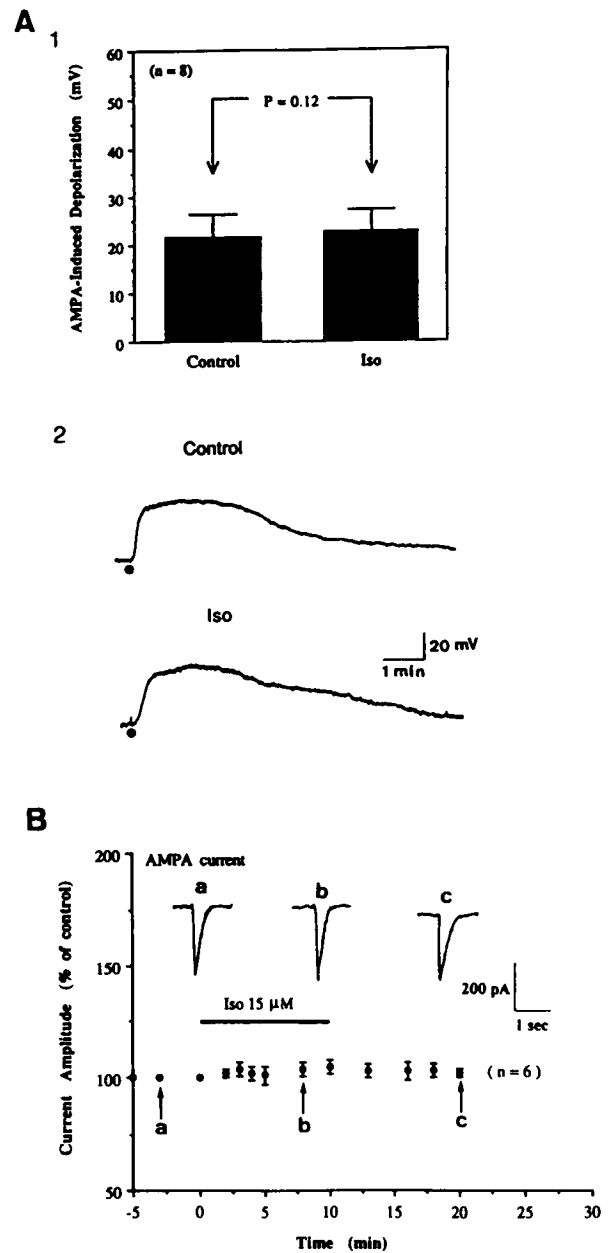 A
1
60
(n = 8)
50
P = 0.12
40
30
20
10
0
AMPA-Induced Depolarization (mV)
Control
Iso
2
Control
Iso
20 mV
1 min
B
200
AMPA current
a
b
c
150
200 pA
1 sec
Iso 15 µM
100
( n = 6 )
a
b
c
50
Current Amplitude (% of control)
-5
0
5
10
15
20
25
30
Time (min)